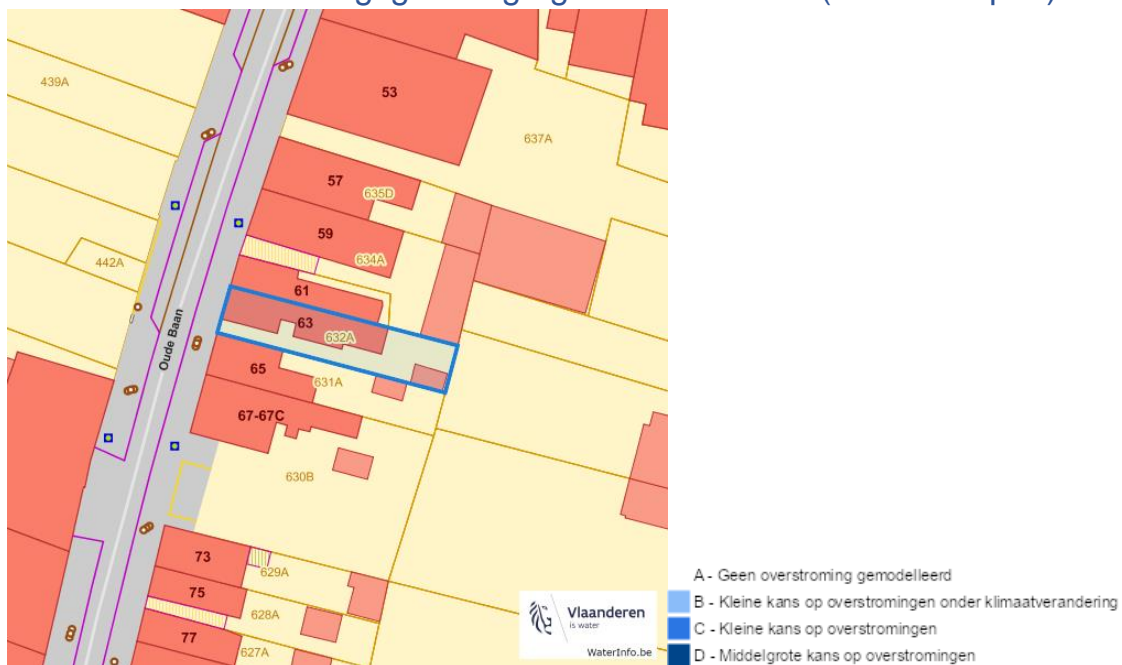 439A
53
637A
57
635D
59
634A
442A
61
63
632A
Oude Baan
65
631A
67-67C
630B
73
629A
75
628A
77
627A
Vlaanderen
is water
WaterInfo.be
A - Geen overstroming gemodelleerd
B - Kleine kans op overstromingen onder klimaatverandering
C - Kleine kans op overstromingen
D - Middelgrote kans op overstromingen